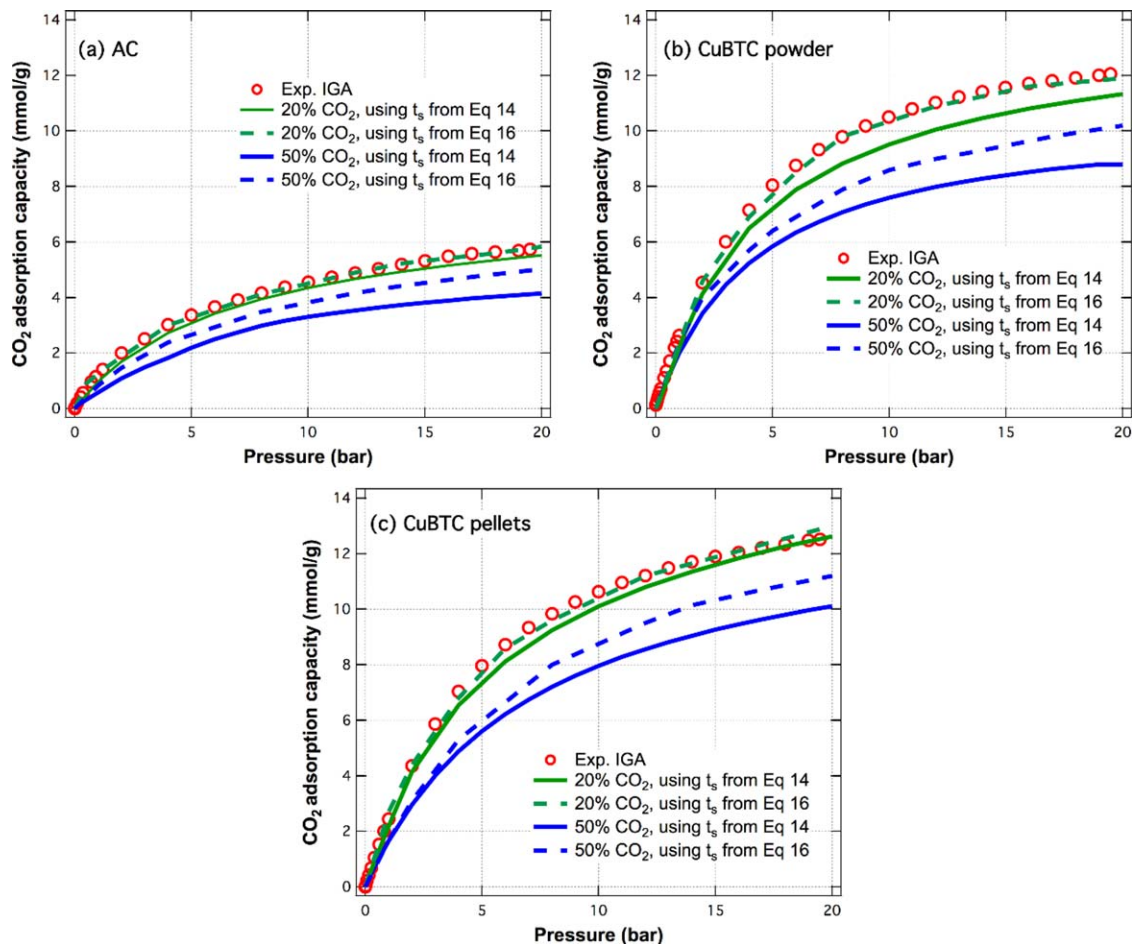 14
12
10
8
6
4
2
0
CO₂ adsorption capacity (mmol/g)
(a) AC
Exp. IGA
20% CO₂, using tₛ from Eq 14
20% CO₂, using tₛ from Eq 16
50% CO₂, using tₛ from Eq 14
50% CO₂, using tₛ from Eq 16
0 5 10 15 20
Pressure (bar)
14
12
10
8
6
4
2
0
CO₂ adsorption capacity (mmol/g)
(b) CuBTC powder
Exp. IGA
20% CO₂, using tₛ from Eq 14
20% CO₂, using tₛ from Eq 16
50% CO₂, using tₛ from Eq 14
50% CO₂, using tₛ from Eq 16
0 5 10 15 20
Pressure (bar)
14
12
10
8
6
4
2
0
CO₂ adsorption capacity (mmol/g)
(c) CuBTC pellets
Exp. IGA
20% CO₂, using tₛ from Eq 14
20% CO₂, using tₛ from Eq 16
50% CO₂, using tₛ from Eq 14
50% CO₂, using tₛ from Eq 16
0 5 10 15 20
Pressure (bar)